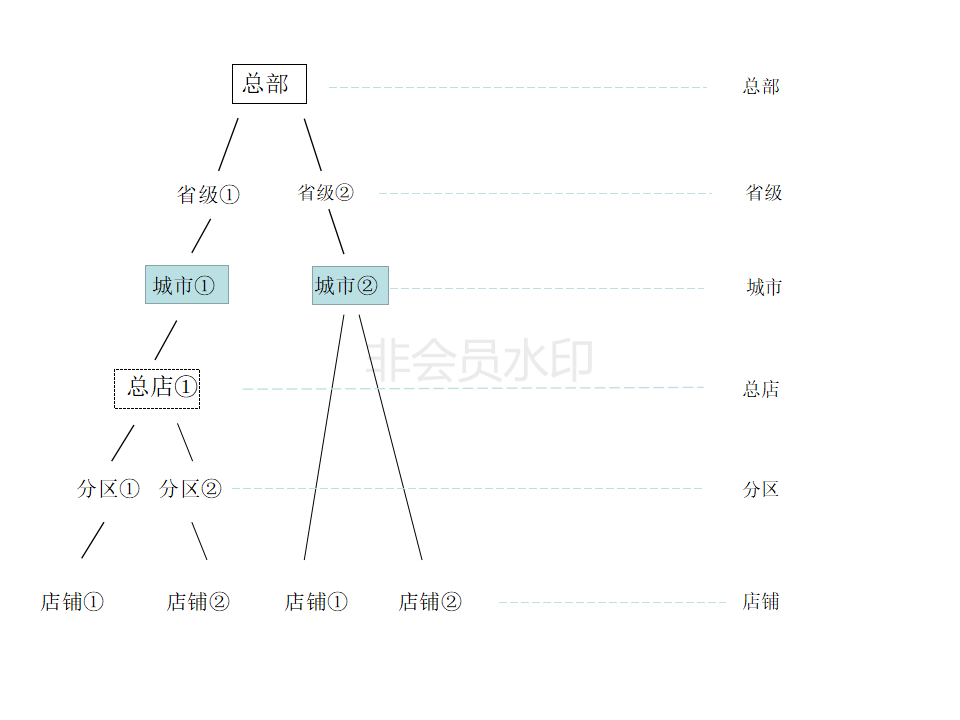 总部 总部
省级① 省级② 省级
城市① 城市② 城市
非会员水印
总店① 总店
分区① 分区② 分区
店铺① 店铺② 店铺① 店铺② 店铺